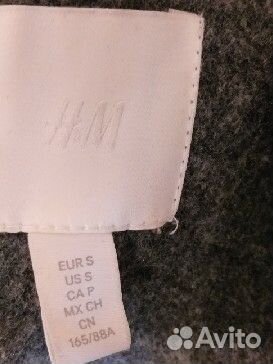 H&M
EUR S
US S
CA P
MX CH
CN
165/88A
Avito